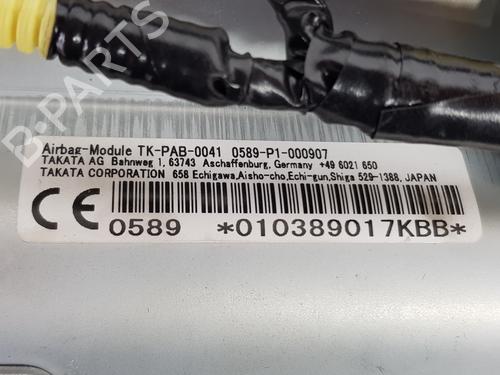 Airbag-Module TK-PAB-0041 0589-P1-000907
TAKATA AG Bahnweg 1, 63743 Aschaffenburg, Germany +49 6021 650
TAKATA CORPORATION 658 Echigawa,Aisho-cho,Echi-gun,Shiga 529-1388, JAPAN
CE 0589 *010389017KBB*
B-PARTS